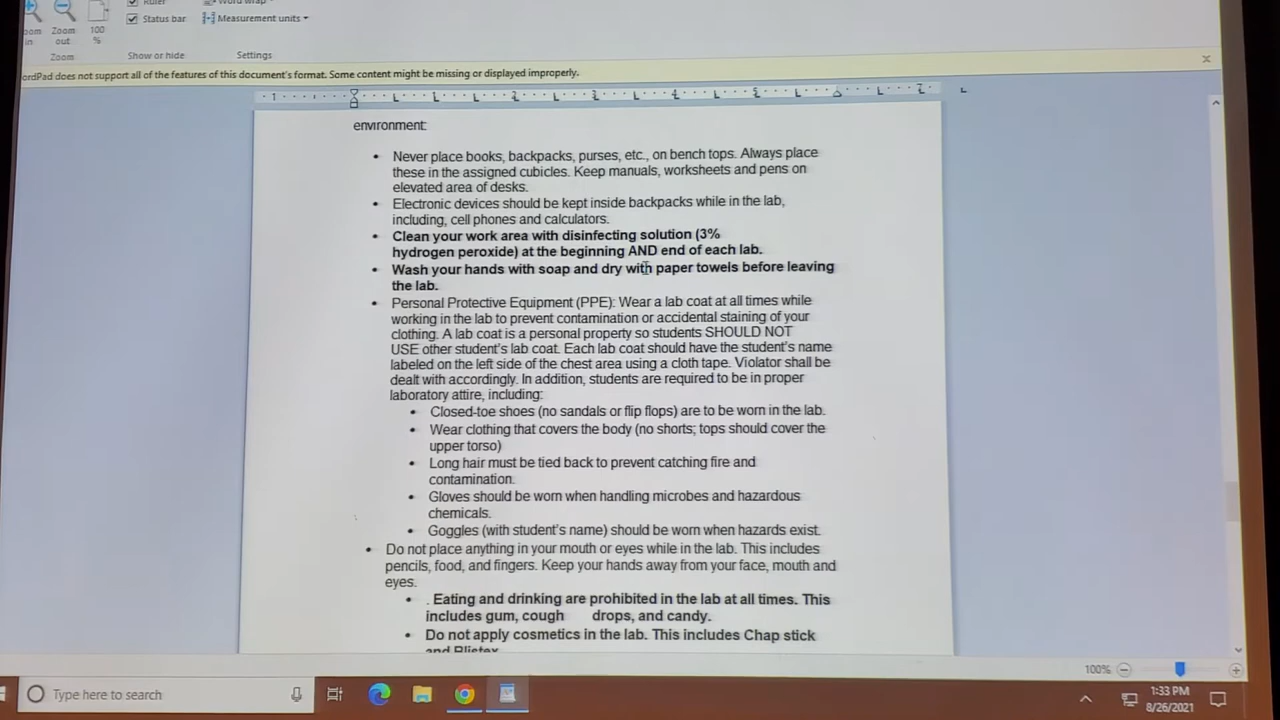 Zoom
out
100
%
Status bar
Measurement units
Zoom
Show or hide
Settings
ordPad does not support all of the features of this document's format. Some content might be missing or displayed improperly.
environment:
• Never place books, backpacks, purses, etc., on bench tops. Always place
these in the assigned cubicles. Keep manuals, worksheets and pens on
elevated area of desks.
• Electronic devices should be kept inside backpacks while in the lab,
including, cell phones and calculators.
• Clean your work area with disinfecting solution (3%
hydrogen peroxide) at the beginning AND end of each lab.
• Wash your hands with soap and dry with paper towels before leaving
the lab.
• Personal Protective Equipment (PPE): Wear a lab coat at all times while
working in the lab to prevent contamination or accidental staining of your
clothing. A lab coat is a personal property so students SHOULD NOT
USE other student's lab coat. Each lab coat should have the student's name
labeled on the left side of the chest area using a cloth tape. Violator shall be
dealt with accordingly. In addition, students are required to be in proper
laboratory attire, including:
• Closed-toe shoes (no sandals or flip flops) are to be worn in the lab.
• Wear clothing that covers the body (no shorts; tops should cover the
upper torso)
• Long hair must be tied back to prevent catching fire and
contamination.
• Gloves should be worn when handling microbes and hazardous
chemicals.
• Goggles (with student's name) should be worn when hazards exist.
• Do not place anything in your mouth or eyes while in the lab. This includes
pencils, food, and fingers. Keep your hands away from your face, mouth and
eyes.
• . Eating and drinking are prohibited in the lab at all times. This
includes gum, cough drops, and candy.
• Do not apply cosmetics in the lab. This includes Chap stick
and Blistex
100%
Type here to search
1:33 PM
8/26/2021